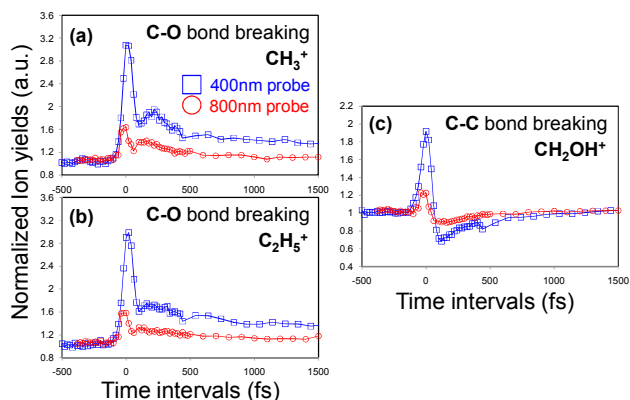 Normalized Ion yields (a.u.)
(a)
C-O bond breaking
CH₃⁺
400nm probe
800nm probe
3.2
2.8
2.4
2.0
1.6
1.2
0.8
-500 0 500 1000 1500
(b)
C-O bond breaking
C₂H₅⁺
3.6
3.2
2.8
2.4
2.0
1.6
1.2
0.8
-500 0 500 1000 1500
Time intervals (fs)
(c)
C-C bond breaking
CH₂OH⁺
2.2
2
1.8
1.6
1.4
1.2
1
0.8
0.6
0.4
-500 0 500 1000 1500
Time intervals (fs)